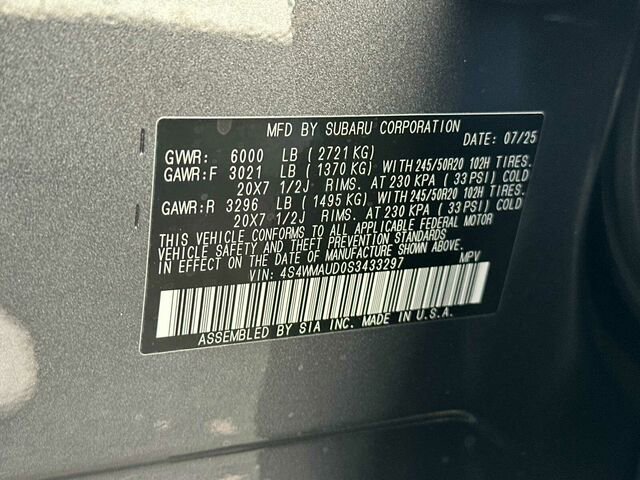 MFD BY SUBARU CORPORATION DATE: 07/25
GVWR: 6000 LB (2721 KG)
GAWR:F 3021 LB (1370 KG) WITH 245/50R20 102H TIRES.
20X7 1/2J RIMS. AT 230 KPA (33 PSI) COLD
GAWR:R 3296 LB (1495 KG) WITH 245/50R20 102H TIRES.
20X7 1/2J RIMS. AT 230 KPA (33 PSI) COLD
THIS VEHICLE CONFORMS TO ALL APPLICABLE FEDERAL MOTOR
VEHICLE SAFETY AND BUMPER STANDARDS
IN EFFECT ON THE DATE OF MANUFACTURE SHOWN ABOVE.
VIN: 4S4WMAUD0S3433297 MPV
ASSEMBLED BY SIA INC. MADE IN U.S.A.